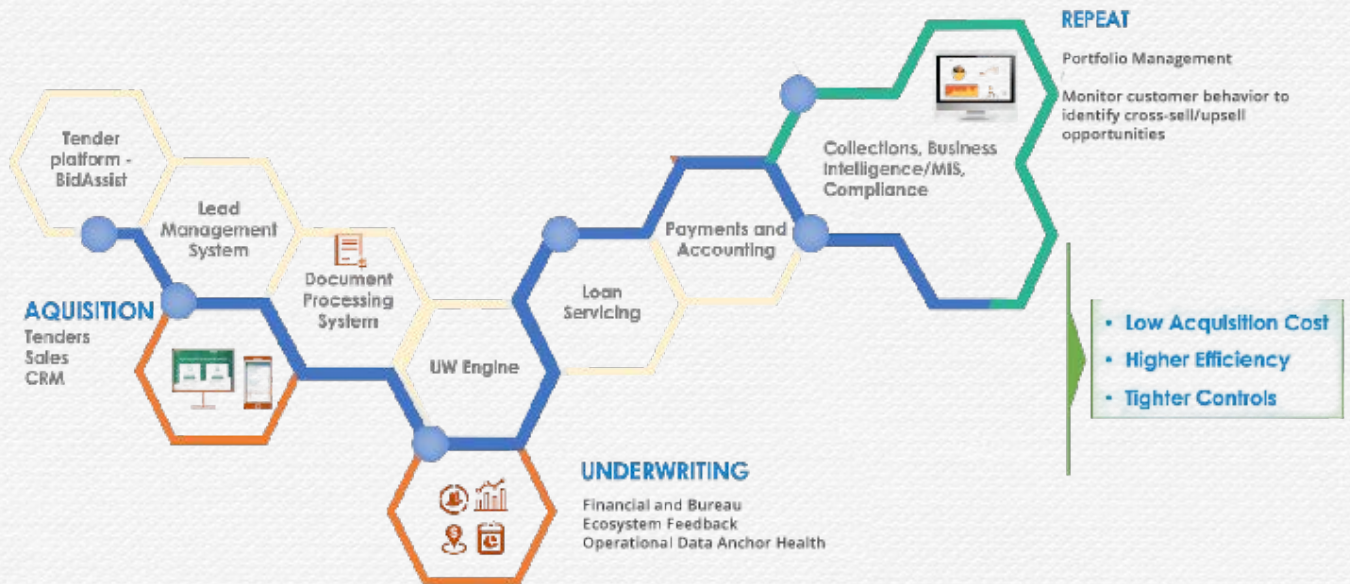 Tender
platform -
BidAssist
Lead
Management
System
Document
Processing
System
UW Engine
Loan
Servicing
Payments and
Accounting
Collections, Business
Intelligence/MIS,
Compliance
REPEAT
Portfolio Management
Monitor customer behavior to
identify cross-sell/upsell
opportunities
AQUISITION
Tenders
Sales
CRM
UNDERWRITING
Financial and Bureau
Ecosystem Feedback
Operational Data Anchor Health
• Low Acquisition Cost
• Higher Efficiency
• Tighter Controls